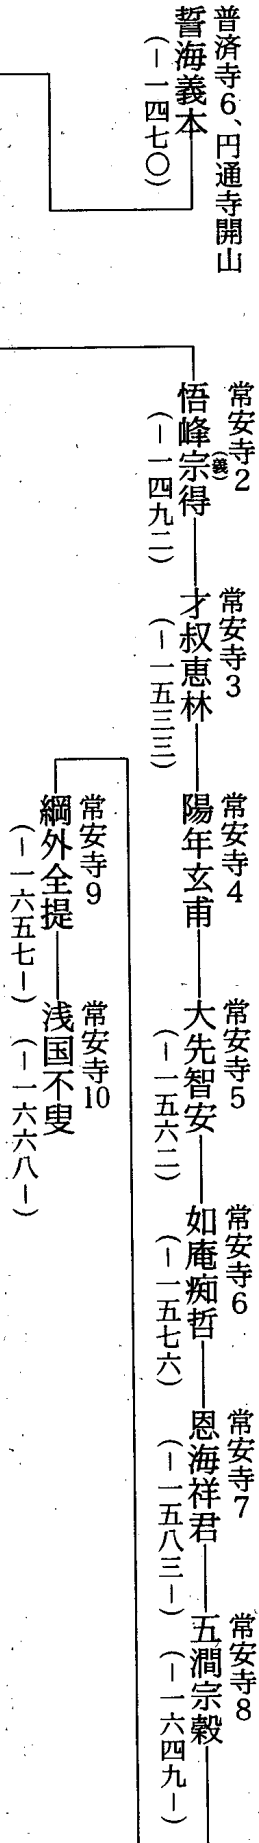 普済寺6、円通寺開山
誓海義本
(―一四七〇)
常安寺2
悟峰宗得
(義)
(―一四九二)
常安寺3
才叔恵林
(―一五三三)
常安寺4
陽年玄甫
常安寺5
大先智安
(―一五六二)
常安寺6
如庵痴哲
(―一五七六)
常安寺7
恩海祥君
(―一五八三―)
常安寺8
五澗宗穀
(―一六四九―)
常安寺9
綱外全提
(―一六五七―)
常安寺10
浅国不叟
(―一六六八―)